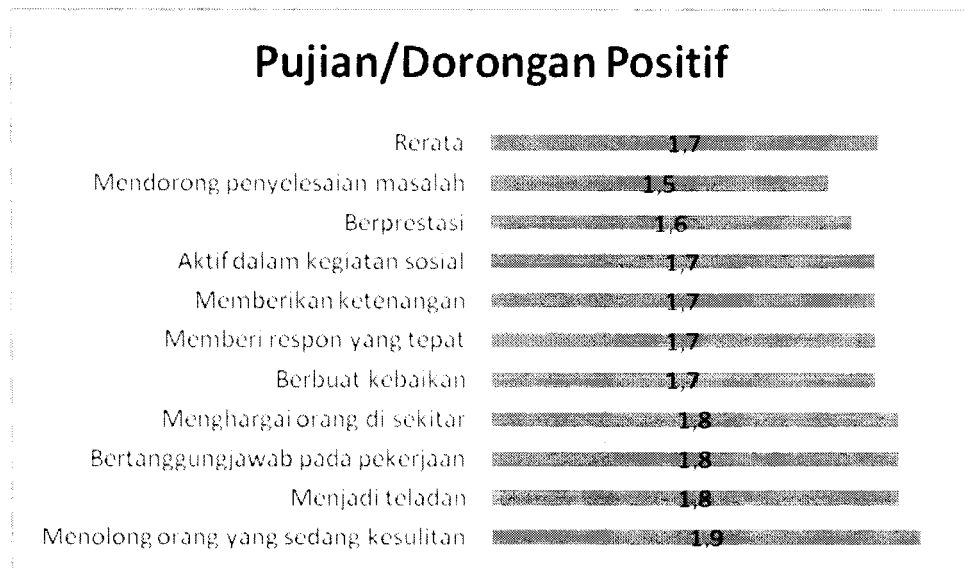 Pujian/Dorongan Positif
Rerata 1,7
Mendorong penyelesaian masalah 1,5
Berprestasi 1,6
Aktif dalam kegiatan sosial 1,7
Memberikan ketenangan 1,7
Memberi respon yang tepat 1,7
Berbuat kebaikan 1,7
Menghargai orang di sekitar 1,8
Bertanggungjawab pada pekerjaan 1,8
Menjadi teladan 1,8
Menolong orang yang sedang kesulitan 1,9